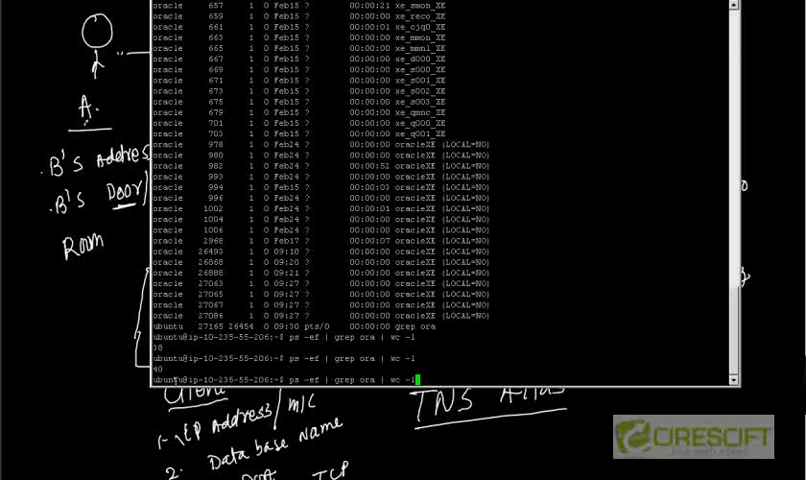 oracle 657 1 0 Feb15 ? 00:00:21 xe_smon_XE
oracle 659 1 0 Feb15 ? 00:00:00 xe_reco_XE
oracle 661 1 0 Feb15 ? 00:00:01 xe_cjq0_XE
oracle 663 1 0 Feb15 ? 00:00:00 xe_mmon_XE
oracle 665 1 0 Feb15 ? 00:00:00 xe_mmnl_XE
oracle 667 1 0 Feb15 ? 00:00:00 xe_d000_XE
oracle 669 1 0 Feb15 ? 00:00:00 xe_s000_XE
oracle 671 1 0 Feb15 ? 00:00:00 xe_s001_XE
oracle 673 1 0 Feb15 ? 00:00:00 xe_s002_XE
oracle 675 1 0 Feb15 ? 00:00:00 xe_s003_XE
oracle 679 1 0 Feb15 ? 00:00:00 xe_qmnc_XE
oracle 701 1 0 Feb15 ? 00:00:00 xe_q000_XE
oracle 703 1 0 Feb15 ? 00:00:00 xe_q001_XE
oracle 978 1 0 Feb24 ? 00:00:00 oracleXE (LOCAL=NO)
oracle 980 1 0 Feb24 ? 00:00:00 oracleXE (LOCAL=NO)
oracle 982 1 0 Feb24 ? 00:00:52 oracleXE (LOCAL=NO)
oracle 993 1 0 Feb24 ? 00:00:00 oracleXE (LOCAL=NO)
oracle 994 1 0 Feb15 ? 00:00:03 oracleXE (LOCAL=NO)
oracle 996 1 0 Feb24 ? 00:00:00 oracleXE (LOCAL=NO)
oracle 1002 1 0 Feb24 ? 00:00:01 oracleXE (LOCAL=NO)
oracle 1004 1 0 Feb24 ? 00:00:00 oracleXE (LOCAL=NO)
oracle 1006 1 0 Feb24 ? 00:00:00 oracleXE (LOCAL=NO)
oracle 2968 1 0 Feb17 ? 00:00:07 oracleXE (LOCAL=NO)
oracle 26493 1 0 09:10 ? 00:00:00 oracleXE (LOCAL=NO)
oracle 26868 1 0 09:20 ? 00:00:00 oracleXE (LOCAL=NO)
oracle 26888 1 0 09:21 ? 00:00:00 oracleXE (LOCAL=NO)
oracle 27063 1 0 09:27 ? 00:00:00 oracleXE (LOCAL=NO)
oracle 27065 1 0 09:27 ? 00:00:00 oracleXE (LOCAL=NO)
oracle 27067 1 0 09:27 ? 00:00:00 oracleXE (LOCAL=NO)
oracle 27086 1 0 09:27 ? 00:00:00 oracleXE (LOCAL=NO)
ubuntu 27165 26454 0 09:30 pts/0 00:00:00 grep ora
ubuntu@ip-10-235-55-206:~$ ps -ef | grep ora | wc -l
38
ubuntu@ip-10-235-55-206:~$ ps -ef | grep ora | wc -l
40
ubuntu@ip-10-235-55-206:~$ ps -ef | grep ora | wc -l
A.
.B's Address
.B's Door
Room
Client
1-IP Address/ M/C
2. Data base Name
TCP
TNS Alias
CIRESCIFT